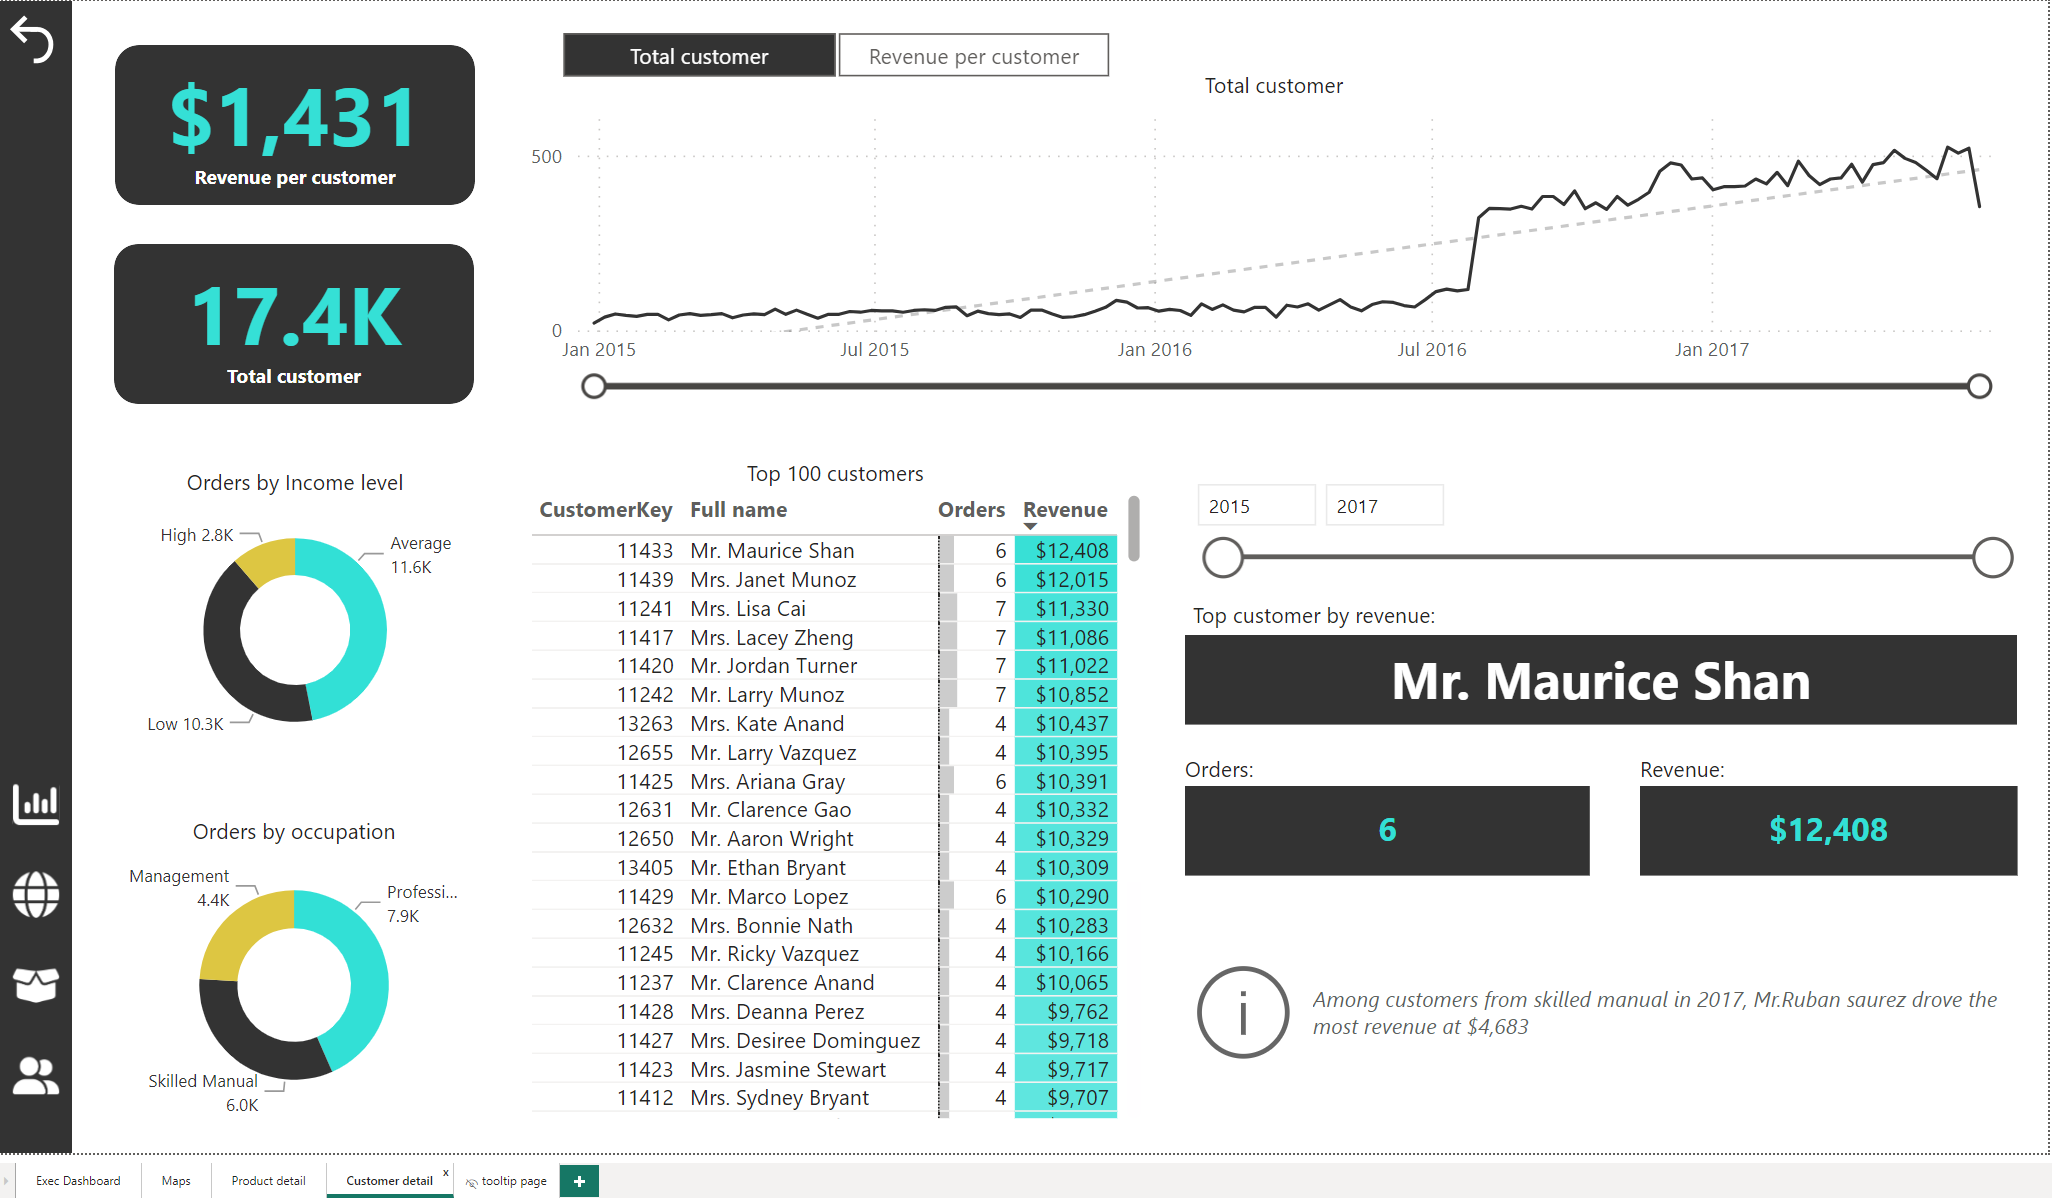 $1,431
Revenue per customer
17.4K
Total customer
Total customer
Revenue per customer
Total customer
500
0
Jan 2015
Jul 2015
Jan 2016
Jul 2016
Jan 2017
Orders by Income level
High 2.8K
Average
11.6K
Low 10.3K
Orders by occupation
Management
4.4K
Professi...
7.9K
Skilled Manual
6.0K
Top 100 customers
CustomerKey Full name Orders Revenue
11433 Mr. Maurice Shan 6 $12,408
11439 Mrs. Janet Munoz 6 $12,015
11241 Mrs. Lisa Cai 7 $11,330
11417 Mrs. Lacey Zheng 7 $11,086
11420 Mr. Jordan Turner 7 $11,022
11242 Mr. Larry Munoz 7 $10,852
13263 Mrs. Kate Anand 4 $10,437
12655 Mr. Larry Vazquez 4 $10,395
11425 Mrs. Ariana Gray 6 $10,391
12631 Mr. Clarence Gao 4 $10,332
12650 Mr. Aaron Wright 4 $10,329
13405 Mr. Ethan Bryant 4 $10,309
11429 Mr. Marco Lopez 6 $10,290
12632 Mrs. Bonnie Nath 4 $10,283
11245 Mr. Ricky Vazquez 4 $10,166
11237 Mr. Clarence Anand 4 $10,065
11428 Mrs. Deanna Perez 4 $9,762
11427 Mrs. Desiree Dominguez 4 $9,718
11423 Mrs. Jasmine Stewart 4 $9,717
11412 Mrs. Sydney Bryant 4 $9,707
2015
2017
Top customer by revenue:
Mr. Maurice Shan
Orders:
6
Revenue:
$12,408
i
Among customers from skilled manual in 2017, Mr.Ruban saurez drove the
most revenue at $4,683
Exec Dashboard
Maps
Product detail
Customer detail
x
tooltip page
+